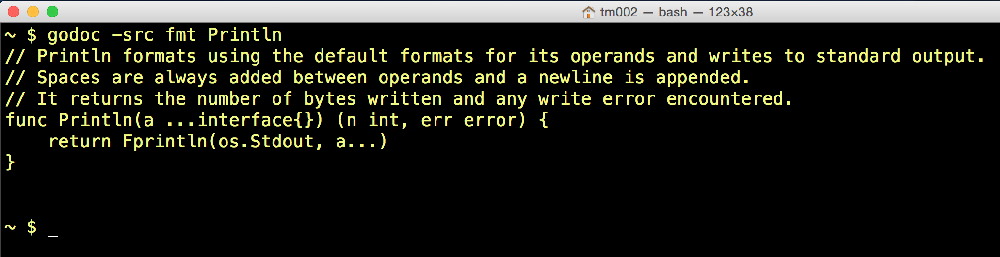 tm002 — bash — 123×38
~ $ godoc -src fmt Println
// Println formats using the default formats for its operands and writes to standard output.
// Spaces are always added between operands and a newline is appended.
// It returns the number of bytes written and any write error encountered.
func Println(a ...interface{}) (n int, err error) {
    return Fprintln(os.Stdout, a...)
}
~ $ _